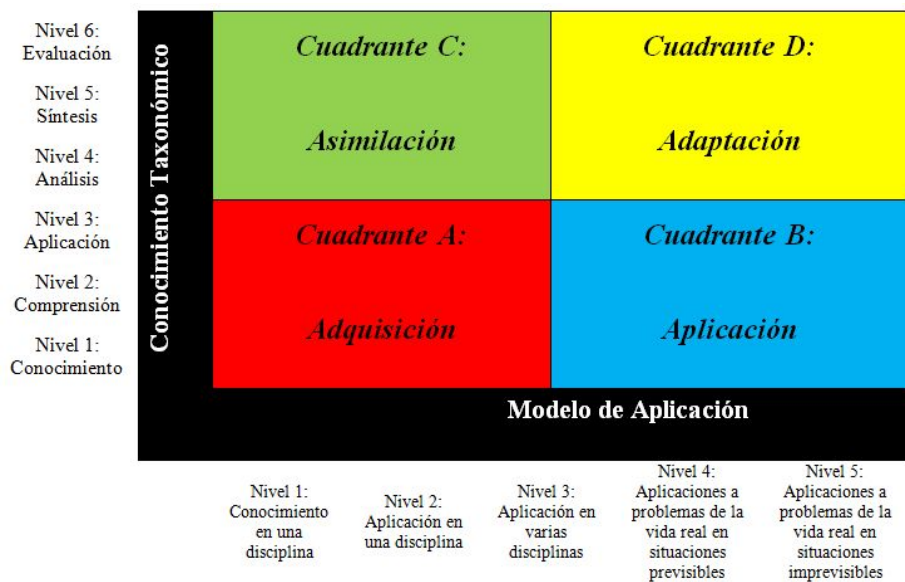 Nivel 6:
Evaluación
Nivel 5:
Síntesis
Nivel 4:
Análisis
Nivel 3:
Aplicación
Nivel 2:
Comprensión
Nivel 1:
Conocimiento
Conocimiento Taxonómico
Cuadrante C:
Asimilación
Cuadrante D:
Adaptación
Cuadrante A:
Adquisición
Cuadrante B:
Aplicación
Modelo de Aplicación
Nivel 1:
Conocimiento
en una
disciplina
Nivel 2:
Aplicación en
una disciplina
Nivel 3:
Aplicación en
varias
disciplinas
Nivel 4:
Aplicaciones a
problemas de la
vida real en
situaciones
previsibles
Nivel 5:
Aplicaciones a
problemas de la
vida real en
situaciones
imprevisibles